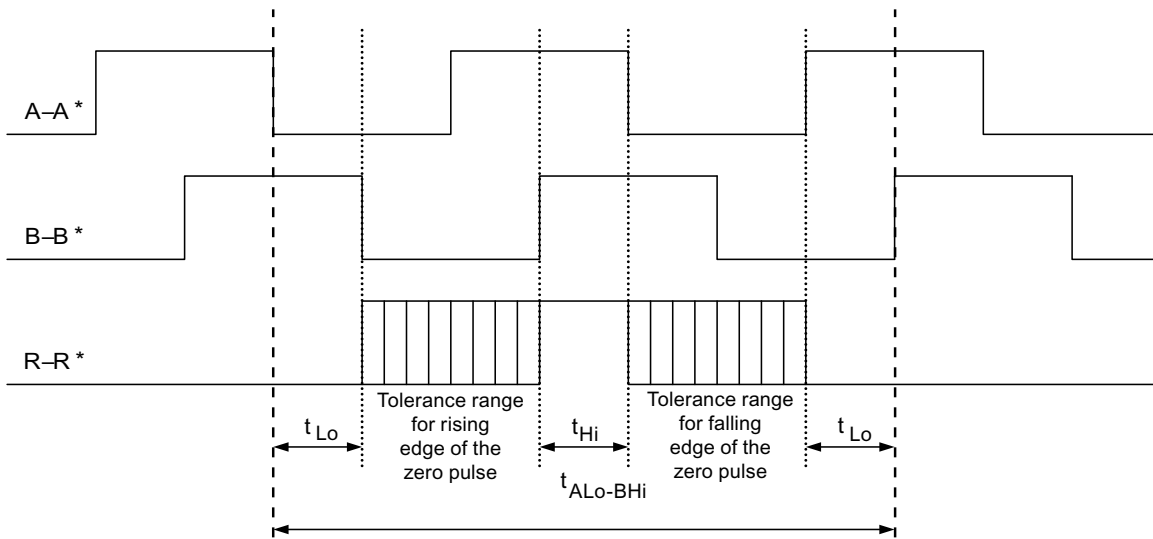 A–A*
B–B*
R–R*
t Lo
Tolerance range
for rising
edge of the
zero pulse
t Hi
Tolerance range
for falling
edge of the
zero pulse
t Lo
t ALo-BHi